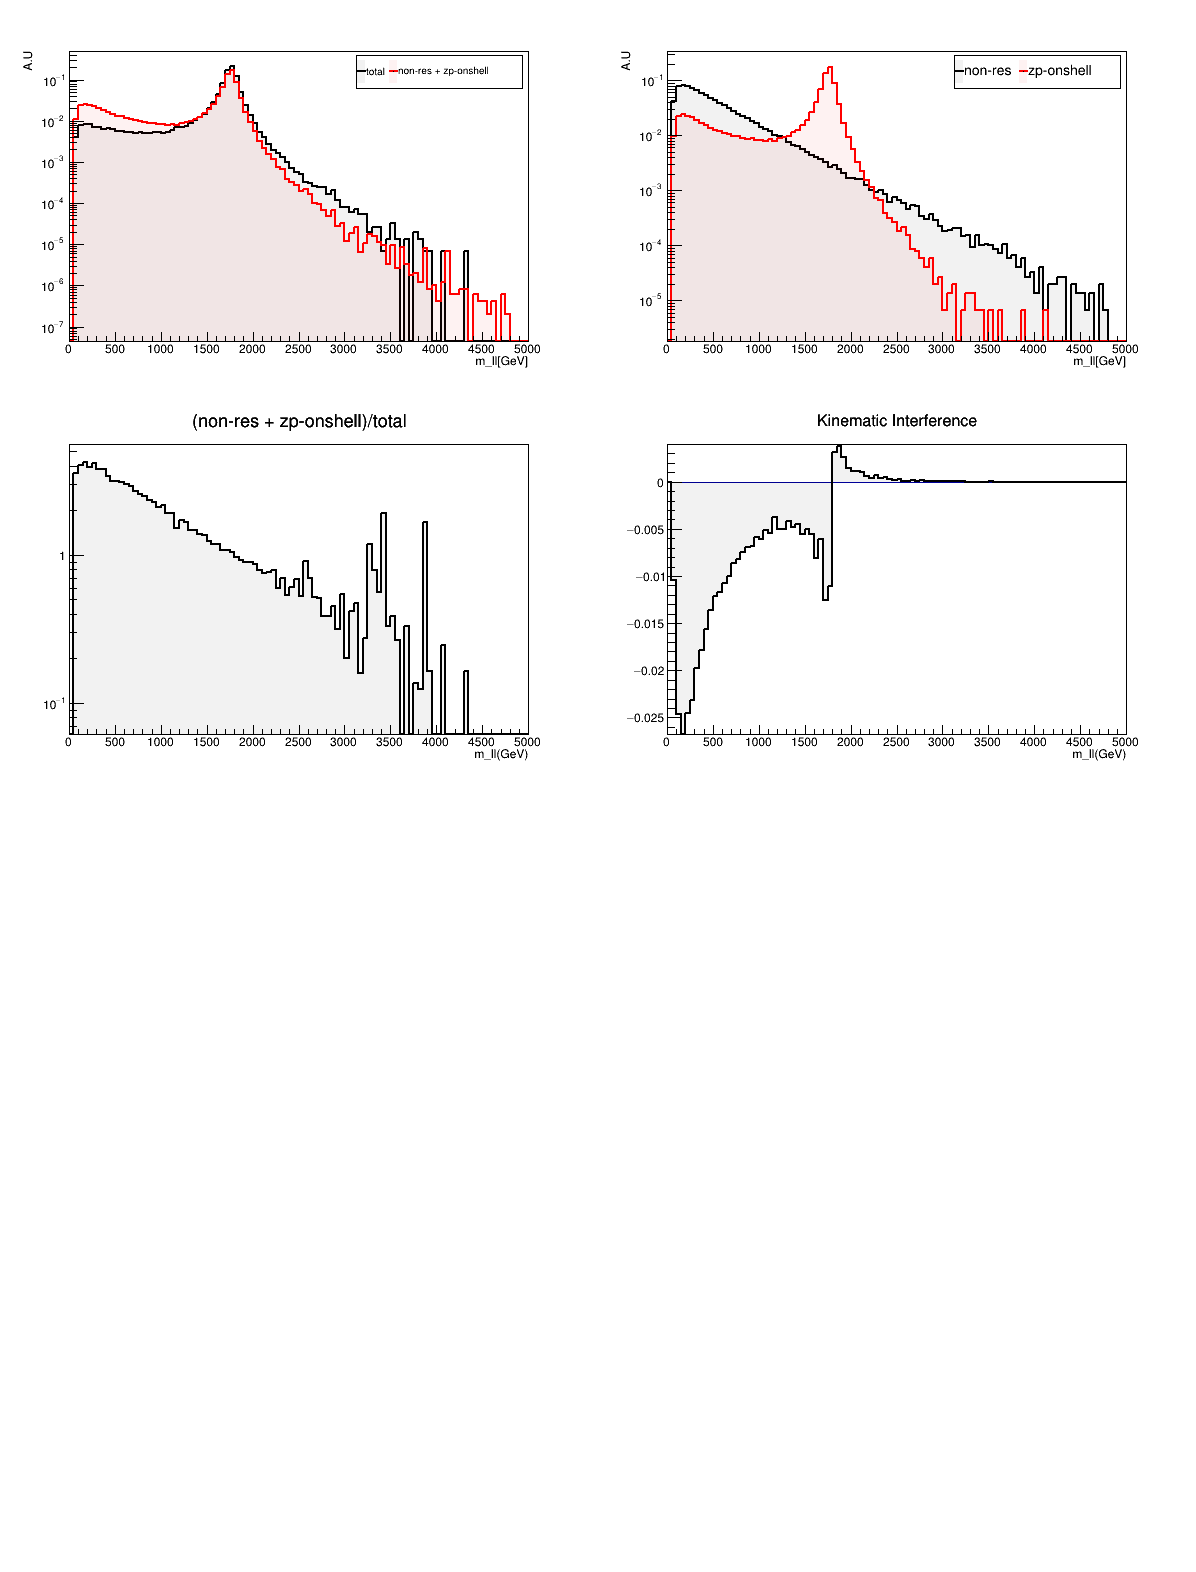 A.U
total non-res + zp-onshell
10⁻¹
10⁻²
10⁻³
10⁻⁴
10⁻⁵
10⁻⁶
10⁻⁷
0 500 1000 1500 2000 2500 3000 3500 4000 4500 5000
m_ll[GeV]
A.U
non-res zp-onshell
10⁻¹
10⁻²
10⁻³
10⁻⁴
10⁻⁵
0 500 1000 1500 2000 2500 3000 3500 4000 4500 5000
m_ll[GeV]
(non-res + zp-onshell)/total
1
10⁻¹
0 500 1000 1500 2000 2500 3000 3500 4000 4500 5000
m_ll(GeV)
Kinematic Interference
0
−0.005
−0.01
−0.015
−0.02
−0.025
0 500 1000 1500 2000 2500 3000 3500 4000 4500 5000
m_ll(GeV)